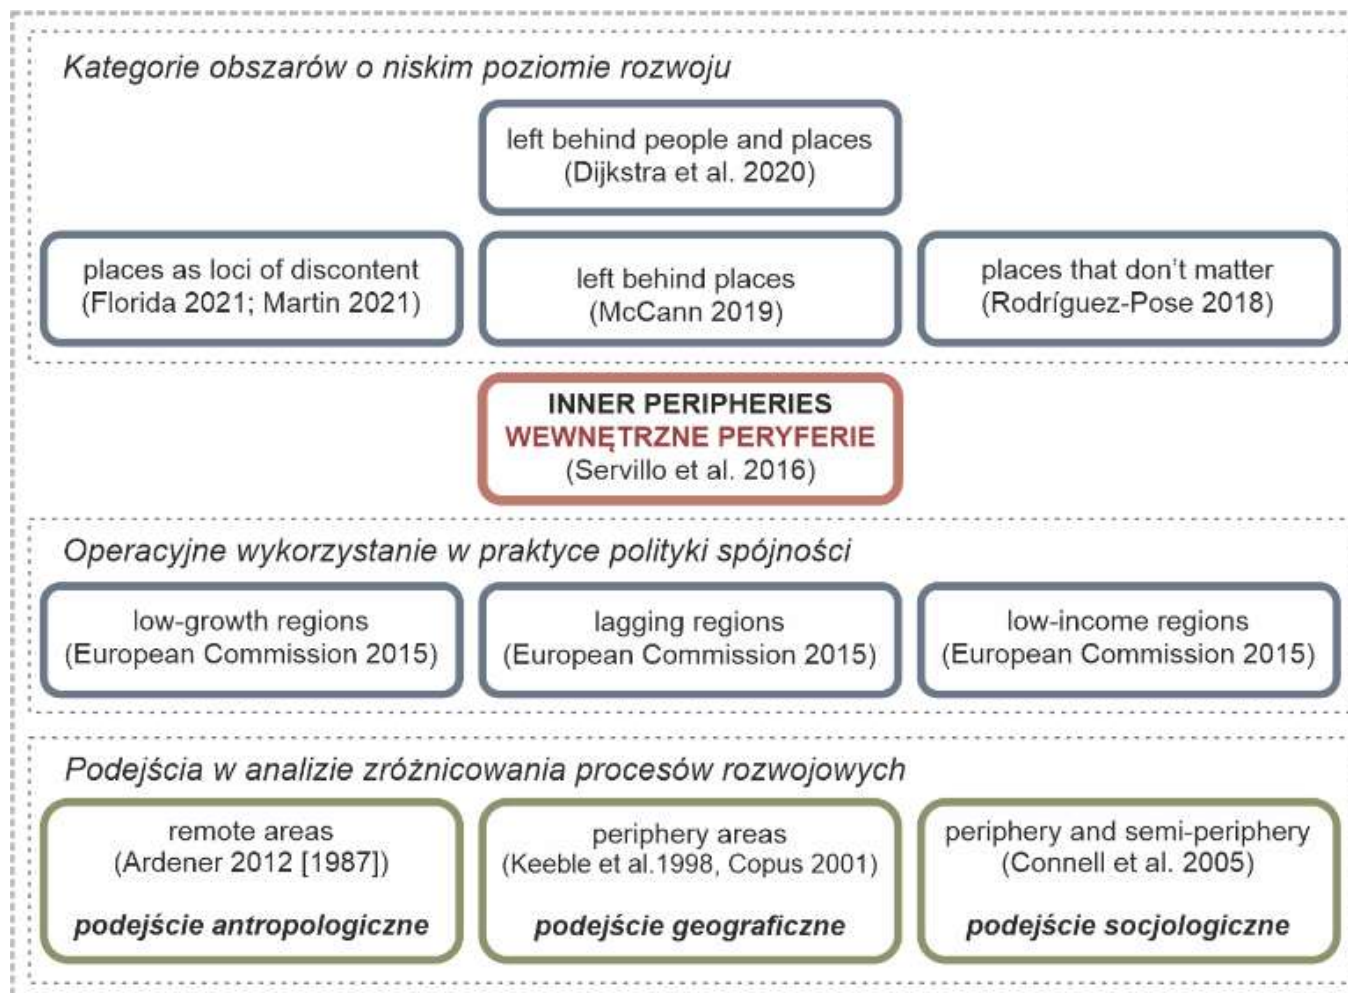 Kategorie obszarów o niskim poziomie rozwoju
left behind people and places
(Dijkstra et al. 2020)
places as loci of discontent
(Florida 2021; Martin 2021)
left behind places
(McCann 2019)
places that don't matter
(Rodríguez-Pose 2018)
INNER PERIPHERIES
WEWNĘTRZNE PERYFERIE
(Servillo et al. 2016)
Operacyjne wykorzystanie w praktyce polityki spójności
low-growth regions
(European Commission 2015)
lagging regions
(European Commission 2015)
low-income regions
(European Commission 2015)
Podejścia w analizie zróżnicowania procesów rozwojowych
remote areas
(Ardener 2012 [1987])
podejście antropologiczne
periphery areas
(Keeble et al.1998, Copus 2001)
podejście geograficzne
periphery and semi-periphery
(Connell et al. 2005)
podejście socjologiczne